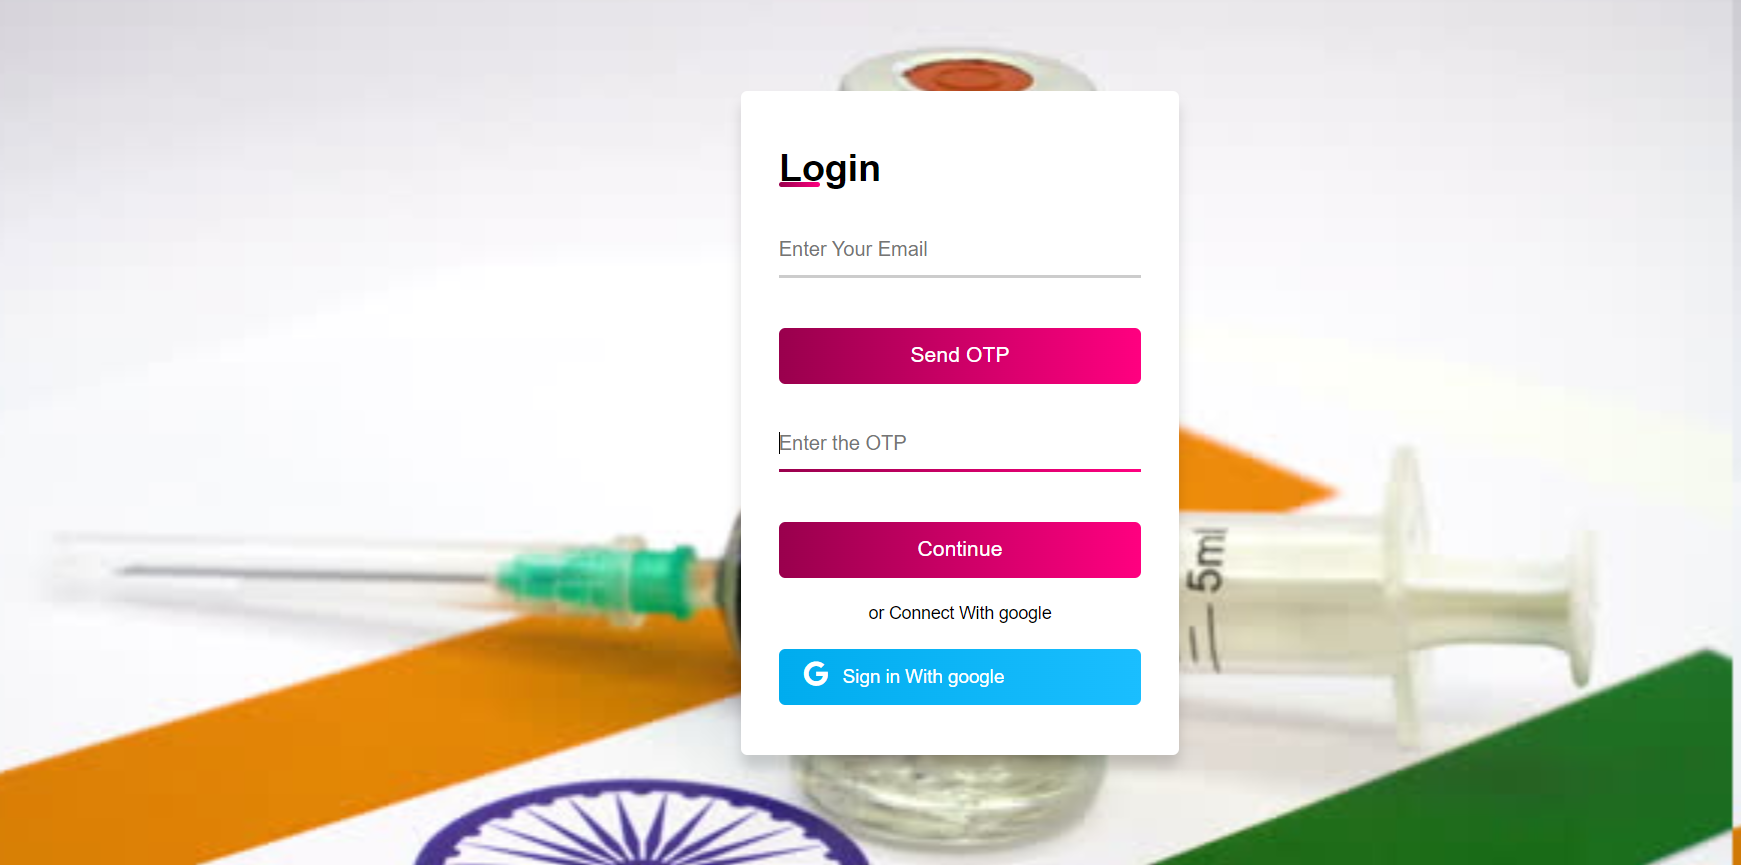 Login
Enter Your Email
Send OTP
Enter the OTP
Continue
or Connect With google
G Sign in With google
5ml